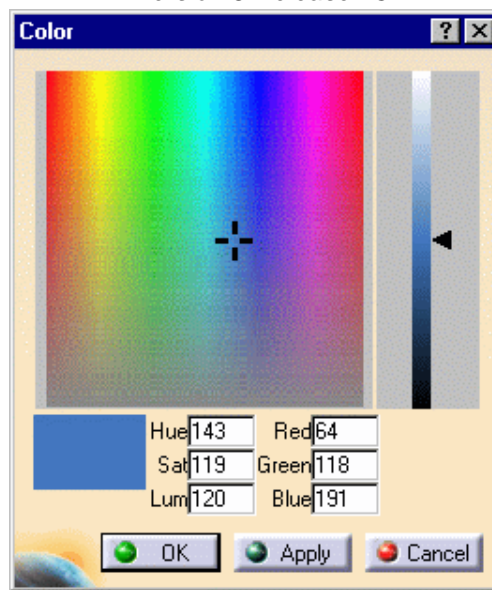 Color
Hue 143 Red 64
Sat 119 Green 118
Lum 120 Blue 191
OK Apply Cancel